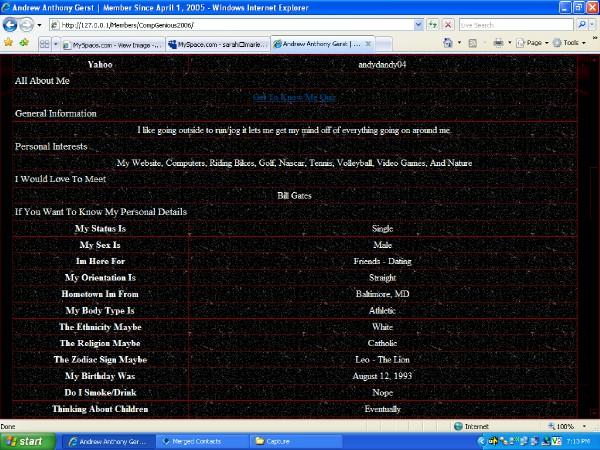 Andrew Anthony Gerst | Member Since April 1, 2005 - Windows Internet Explorer
http://127.0.0.1/Members/CompGenious2006/
Live Search
MySpace.com - View Image -...
Andrew Anthony Gerst | ...
Page
Tools
Yahoo andydandy04
All About Me
Get To Know Me Quiz
General Information
I like going outside to run/jog it lets me get my mind off of everything going on around me.
Personal Interests
My Website, Computers, Riding Bikes, Golf, Nascar, Tennis, Volleyball, Video Games, And Nature
I Would Love To Meet
Bill Gates
If You Want To Know My Personal Details
My Status Is Single
My Sex Is Male
Im Here For Friends - Dating
My Orientation Is Straight
Hometown Im From Baltimore, MD
My Body Type Is Athletic
The Ethnicity Maybe White
The Religion Maybe Catholic
The Zodiac Sign Maybe Leo - The Lion
My Birthday Was August 12, 1993
Do I Smoke/Drink Nope
Thinking About Children Eventually
Done Internet 100%
start Andrew Anthony Ger... Merged Contacts Capture 7:13 PM